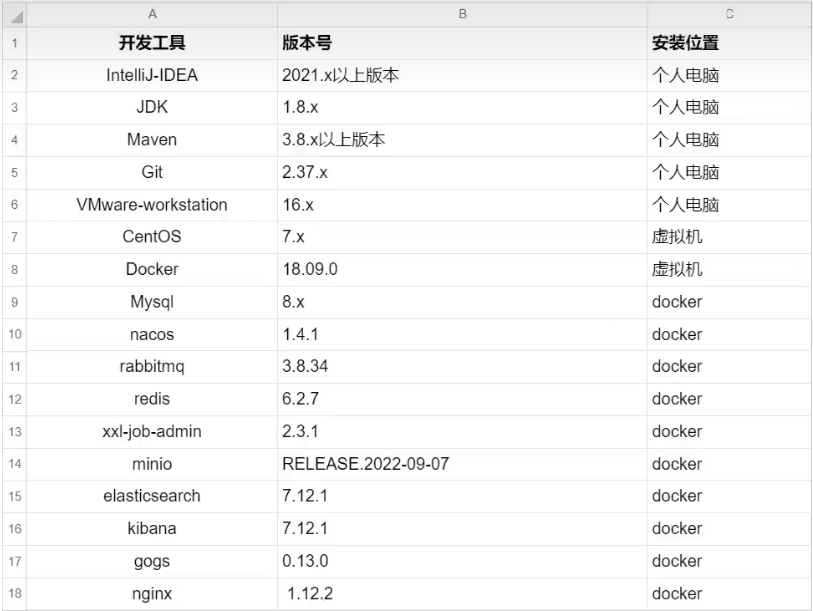 A B C
1 开发工具 版本号 安装位置
2 IntelliJ-IDEA 2021.x以上版本 个人电脑
3 JDK 1.8.x 个人电脑
4 Maven 3.8.x以上版本 个人电脑
5 Git 2.37.x 个人电脑
6 VMware-workstation 16.x 个人电脑
7 CentOS 7.x 虚拟机
8 Docker 18.09.0 虚拟机
9 Mysql 8.x docker
10 nacos 1.4.1 docker
11 rabbitmq 3.8.34 docker
12 redis 6.2.7 docker
13 xxl-job-admin 2.3.1 docker
14 minio RELEASE.2022-09-07 docker
15 elasticsearch 7.12.1 docker
16 kibana 7.12.1 docker
17 gogs 0.13.0 docker
18 nginx 1.12.2 docker